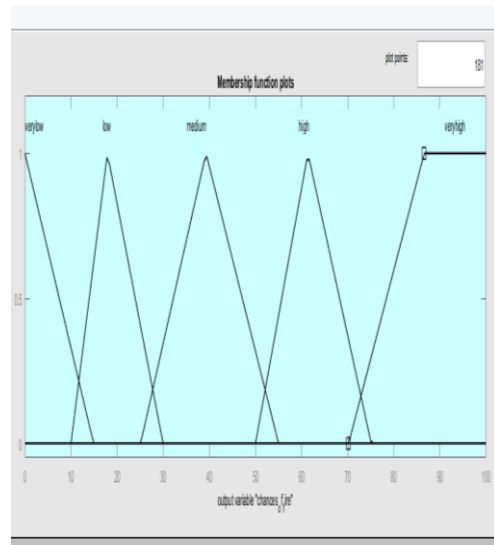 plot points: 181
Membership function plots
verylow low medium high veryhigh
1
0.5
0
0 10 20 30 40 50 60 70 80 90 100
output variable "chances_of_fire"